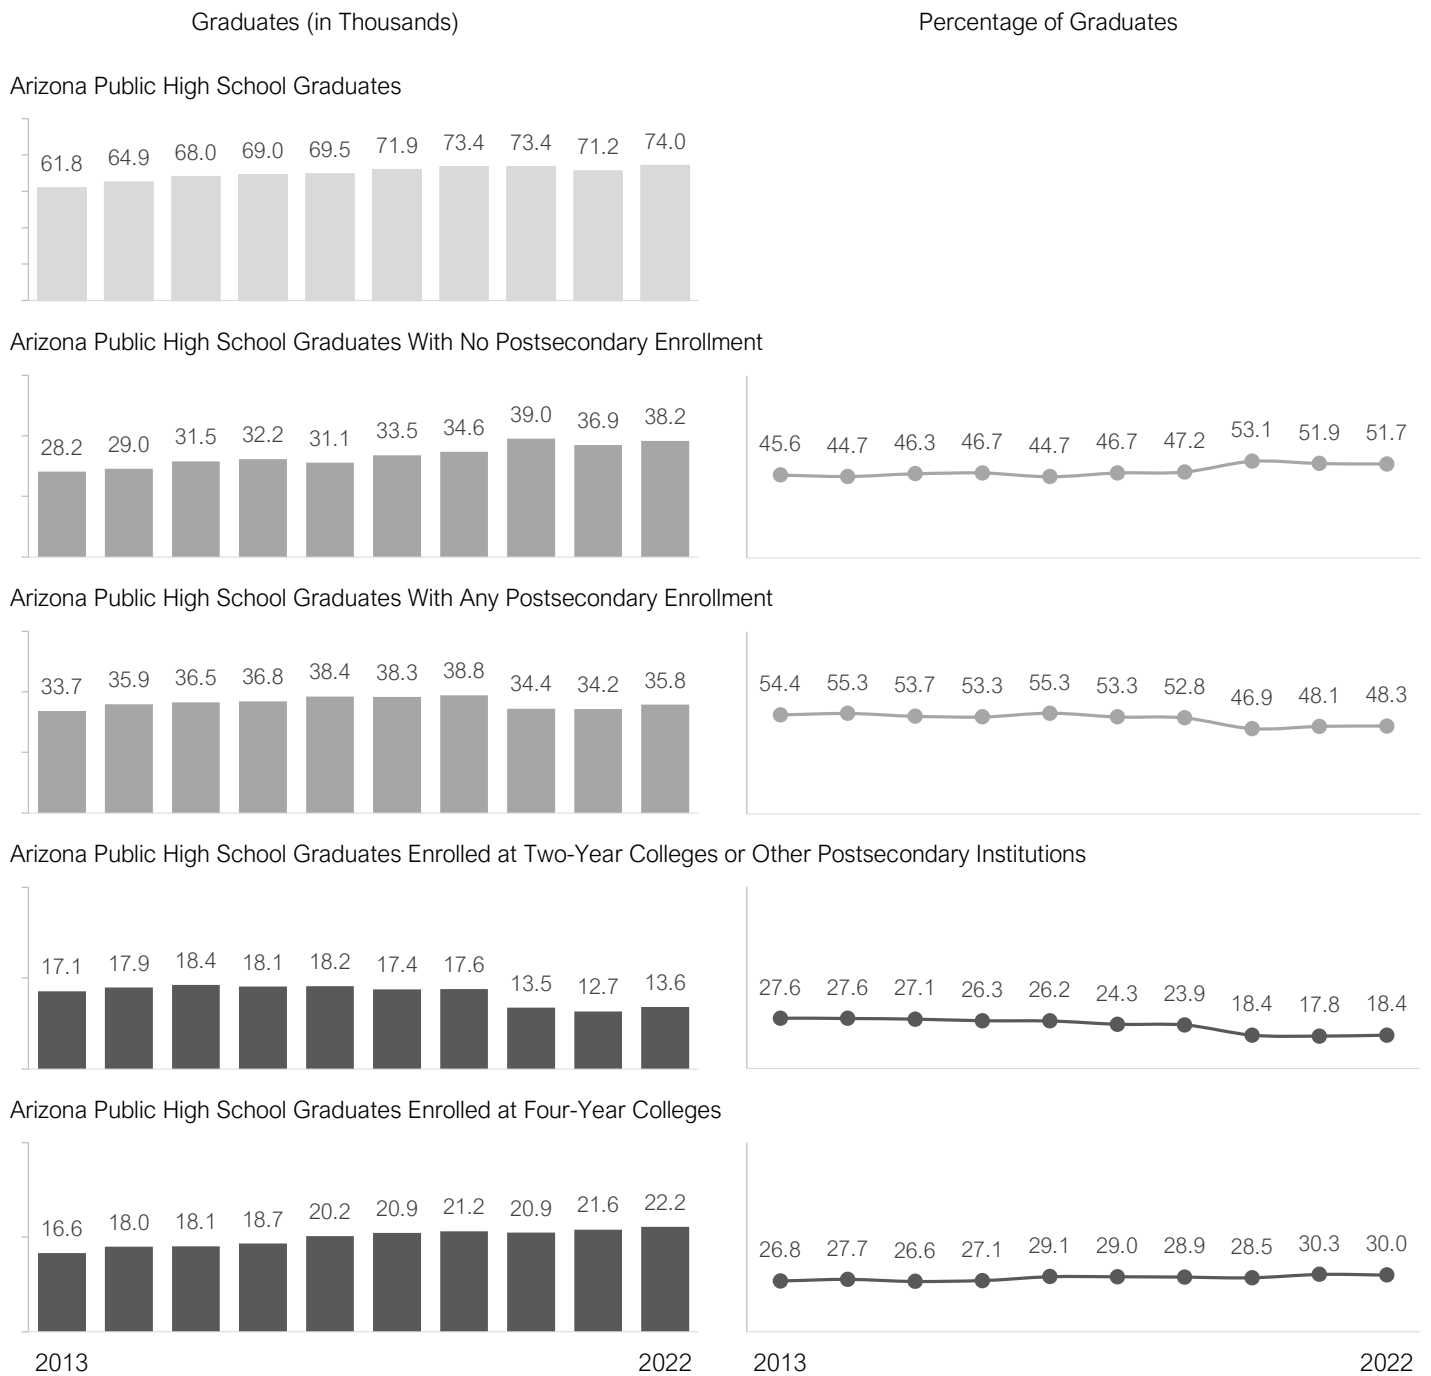 Graduates (in Thousands) Percentage of Graduates
Arizona Public High School Graduates
61.8 64.9 68.0 69.0 69.5 71.9 73.4 73.4 71.2 74.0
Arizona Public High School Graduates With No Postsecondary Enrollment
28.2 29.0 31.5 32.2 31.1 33.5 34.6 39.0 36.9 38.2
45.6 44.7 46.3 46.7 44.7 46.7 47.2 53.1 51.9 51.7
Arizona Public High School Graduates With Any Postsecondary Enrollment
33.7 35.9 36.5 36.8 38.4 38.3 38.8 34.4 34.2 35.8
54.4 55.3 53.7 53.3 55.3 53.3 52.8 46.9 48.1 48.3
Arizona Public High School Graduates Enrolled at Two-Year Colleges or Other Postsecondary Institutions
17.1 17.9 18.4 18.1 18.2 17.4 17.6 13.5 12.7 13.6
27.6 27.6 27.1 26.3 26.2 24.3 23.9 18.4 17.8 18.4
Arizona Public High School Graduates Enrolled at Four-Year Colleges
16.6 18.0 18.1 18.7 20.2 20.9 21.2 20.9 21.6 22.2
26.8 27.7 26.6 27.1 29.1 29.0 28.9 28.5 30.3 30.0
2013 2022 2013 2022